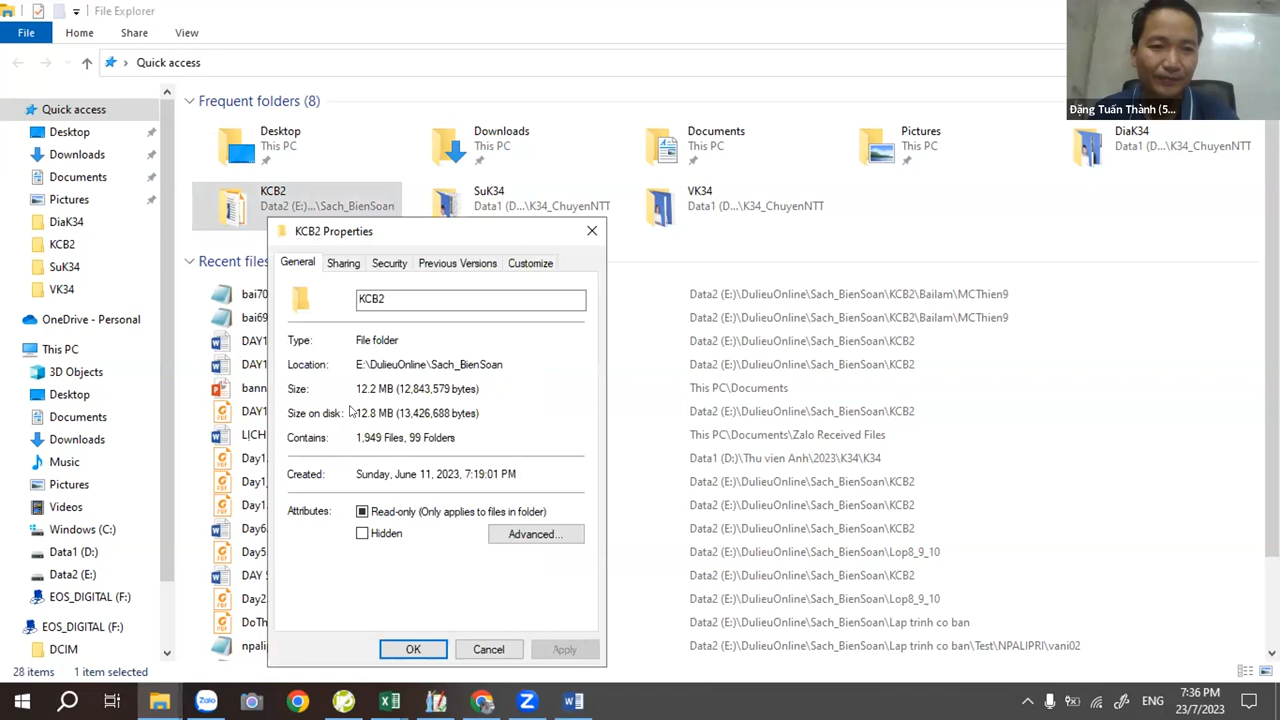 File Explorer
File Home Share View
Quick access
Đặng Tuấn Thành (5...
Quick access
Desktop
Downloads
Documents
Pictures
DiaK34
KCB2
SuK34
VK34
OneDrive - Personal
This PC
3D Objects
Desktop
Documents
Downloads
Music
Pictures
Videos
Windows (C:)
Data1 (D:)
Data2 (E:)
EOS_DIGITAL (F:)
EOS_DIGITAL (F:)
DCIM
Frequent folders (8)
Desktop
This PC
Downloads
This PC
Documents
This PC
Pictures
This PC
DiaK34
Data1 (D...\K34_ChuyenNTT
KCB2
Data2 (E:)...\Sach_BienSoan
SuK34
Data1 (D...\K34_ChuyenNTT
VK34
Data1 (D...\K34_ChuyenNTT
Recent files
bai70
bai69
DAY1
DAY1
bann
DAY1
LỊCH
Day1
Day1
Day1
Day6
Day5
DAY
Day2
DoTh
npalip
Data2 (E:)\DulieuOnline\Sach_BienSoan\KCB2\Bailam\MCThien9
Data2 (E:)\DulieuOnline\Sach_BienSoan\KCB2\Bailam\MCThien9
Data2 (E:)\DulieuOnline\Sach_BienSoan\KCB2
Data2 (E:)\DulieuOnline\Sach_BienSoan\KCB2
This PC\Documents
Data2 (E:)\DulieuOnline\Sach_BienSoan\KCB2
This PC\Documents\Zalo Received Files
Data1 (D:)\Thu vien Anh\2023\K34\K34
Data2 (E:)\DulieuOnline\Sach_BienSoan\KCB2
Data2 (E:)\DulieuOnline\Sach_BienSoan\KCB2
Data2 (E:)\DulieuOnline\Sach_BienSoan\KCB2
Data2 (E:)\DulieuOnline\Sach_BienSoan\Lop8_9_10
Data2 (E:)\DulieuOnline\Sach_BienSoan\KCB2
Data2 (E:)\DulieuOnline\Sach_BienSoan\Lop8_9_10
Data2 (E:)\DulieuOnline\Sach_BienSoan\Lap trinh co ban
Data2 (E:)\DulieuOnline\Sach_BienSoan\Lap trinh co ban\Test\NPALIPRI\vani02
KCB2 Properties
General Sharing Security Previous Versions Customize
KCB2
Type: File folder
Location: E:\DulieuOnline\Sach_BienSoan
Size: 12.2 MB (12,843,579 bytes)
Size on disk: 12.8 MB (13,426,688 bytes)
Contains: 1,949 Files, 99 Folders
Created: Sunday, June 11, 2023, 7:19:01 PM
Attributes: Read-only (Only applies to files in folder)
Hidden Advanced...
OK Cancel Apply
28 items 1 item selected
Zalo
ENG
7:36 PM
23/7/2023